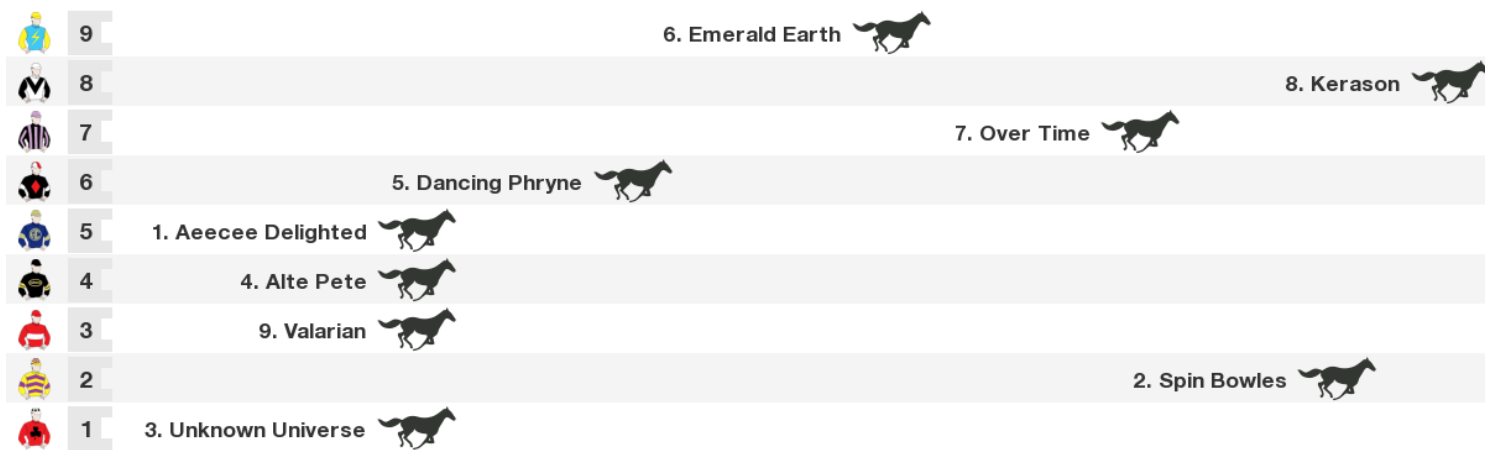 9 6. Emerald Earth
8 8. Kerason
7 7. Over Time
6 5. Dancing Phryne
5 1. Aeecee Delighted
4 4. Alte Pete
3 9. Valarian
2 2. Spin Bowles
1 3. Unknown Universe